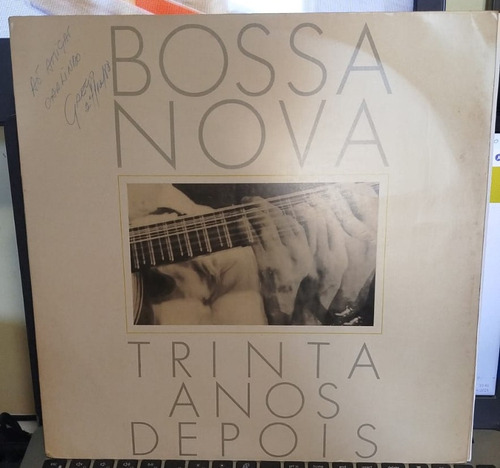 BOSSA
NOVA
TRINTA
ANOS
DEPOIS